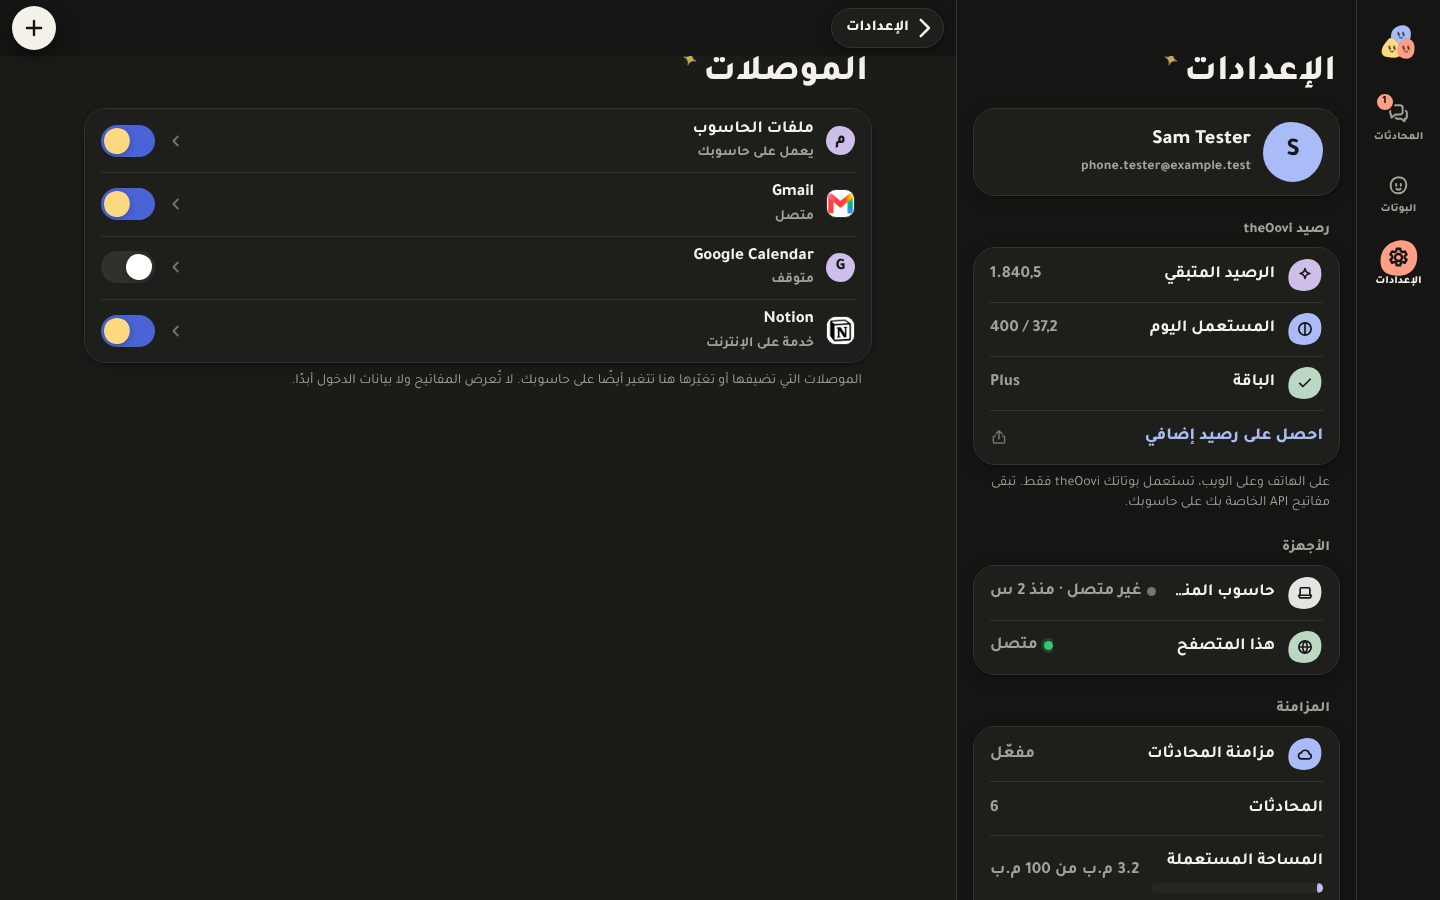 1
المحادثات
البوتات
الإعدادات
الإعدادات
S
Sam Tester
phone.tester@example.test
رصيد theOovi
الرصيد المتبقي
1.840,5
المستعمل اليوم
400 / 37,2
الباقة
Plus
احصل على رصيد إضافي
على الهاتف وعلى الويب، تستعمل بوتاتك theOovi فقط. تبقى
مفاتيح API الخاصة بك على حاسوبك.
الأجهزة
حاسوب المنـ…
غير متصل · منذ 2 س
هذا المتصفح
متصل
المزامنة
مزامنة المحادثات
مفعّل
المحادثات
6
المساحة المستعملة
3.2 م.ب من 100 م.ب
الإعدادات
الموصلات
م
ملفات الحاسوب
يعمل على حاسوبك
Gmail
متصل
G
Google Calendar
متوقف
Notion
خدمة على الإنترنت
الموصلات التي تضيفها أو تغيّرها هنا تتغير أيضًا على حاسوبك. لا تُعرض المفاتيح ولا بيانات الدخول أبدًا.